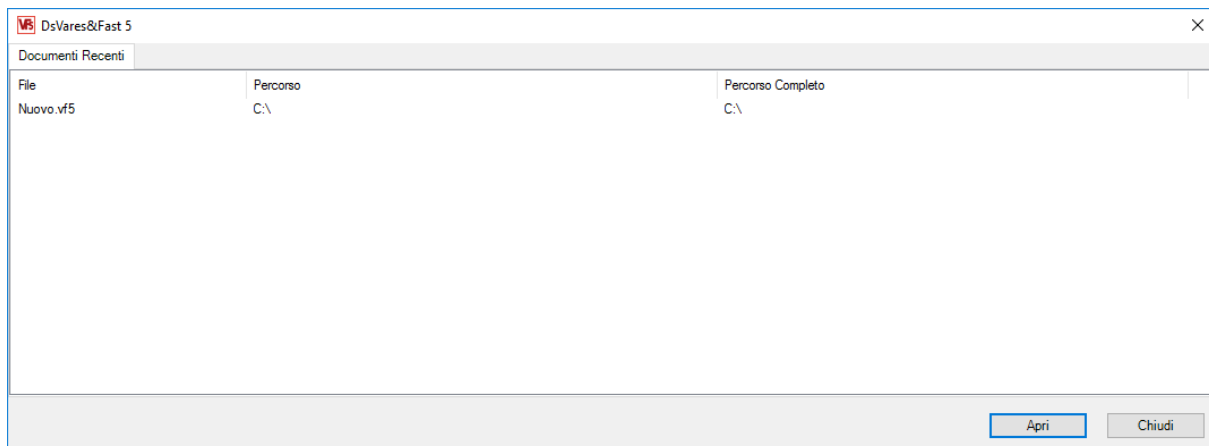 VF5 DsVares&Fast 5
Documenti Recenti
File Percorso Percorso Completo
Nuovo.vf5 C:\ C:\
Apri Chiudi